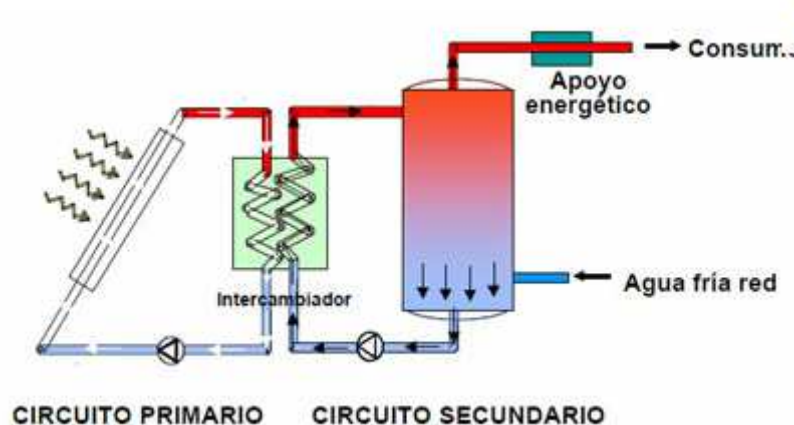 Apoyo
energético
Agua fría red
Intercambiador
CIRCUITO PRIMARIO
CIRCUITO SECUNDARIO